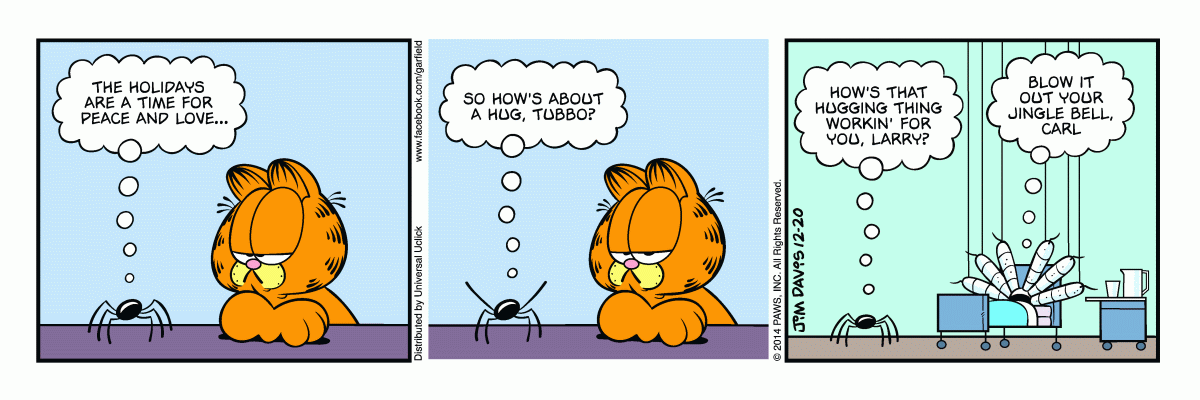 THE HOLIDAYS
ARE A TIME FOR
PEACE AND LOVE...
Distributed by Universal Uclick
www.facebook.com/garfield
SO HOW'S ABOUT
A HUG, TUBBO?
© 2014 PAWS, INC. All Rights Reserved.
JIM DAVIS 12-20
HOW'S THAT
HUGGING THING
WORKIN' FOR
YOU, LARRY?
BLOW IT
OUT YOUR
JINGLE BELL,
CARL